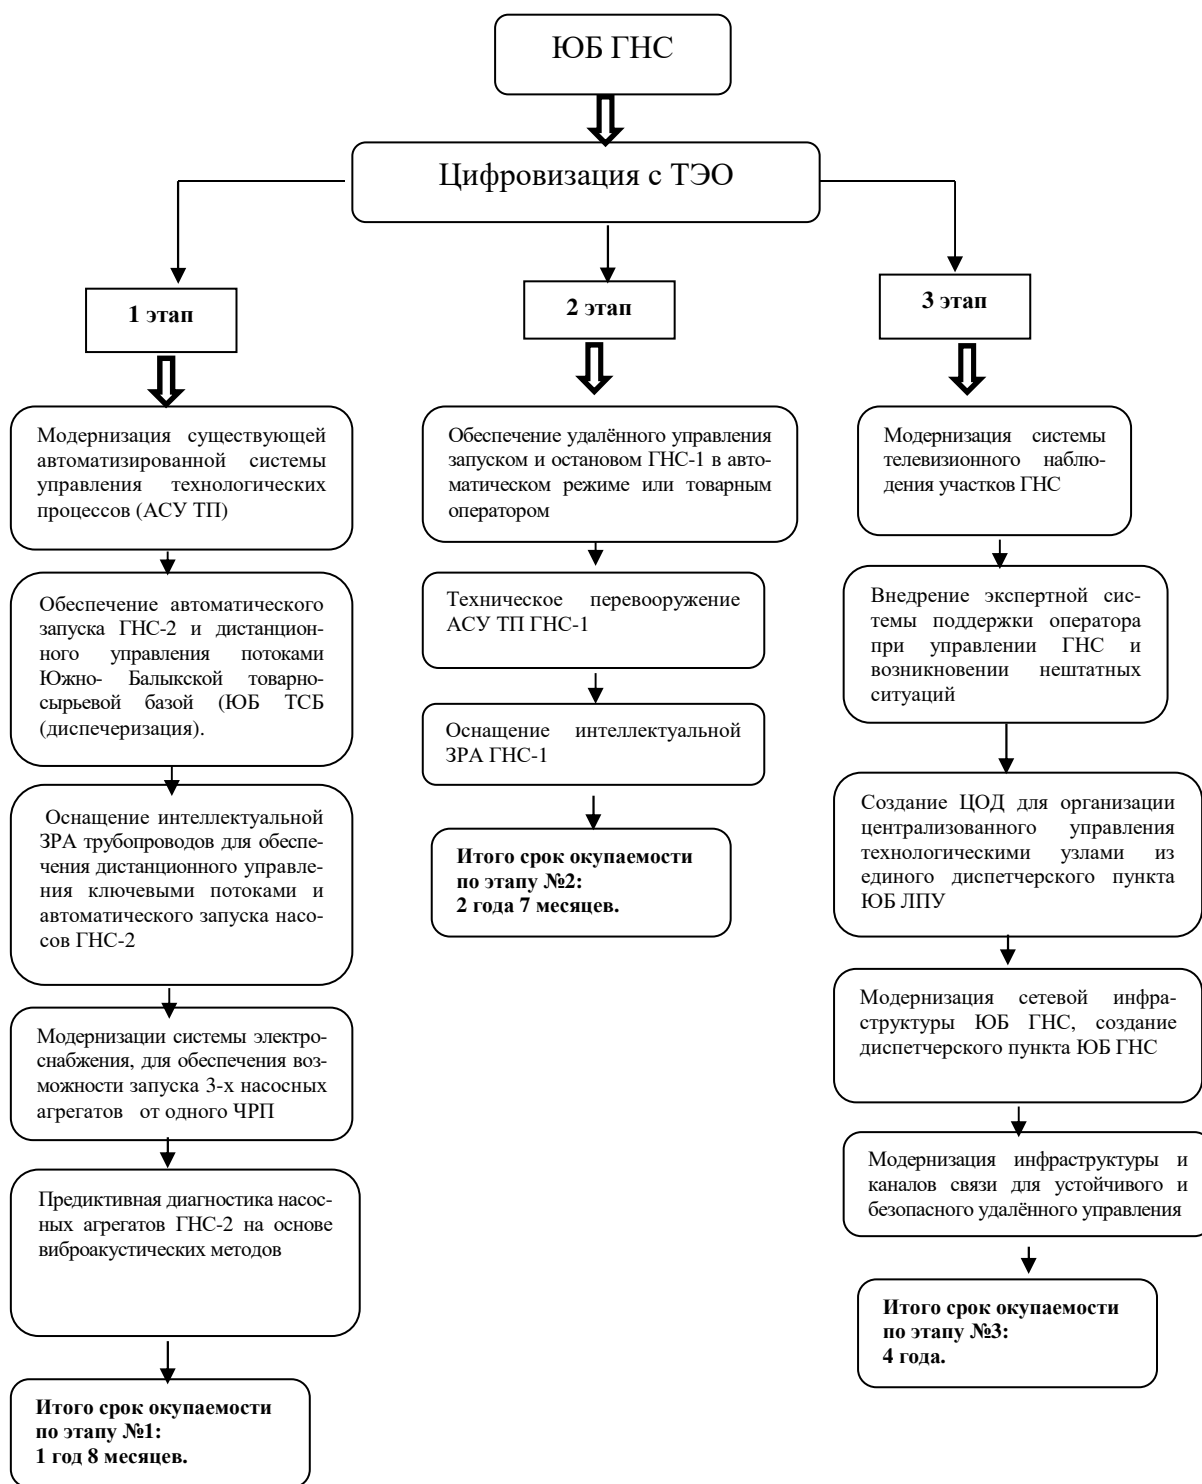 ЮБ ГНС
Цифровизация с ТЭО
1 этап
Модернизация существующей
автоматизированной системы
управления технологических
процессов (АСУ ТП)
Обеспечение автоматического
запуска ГНС-2 и дистанцион-
ного управления потоками
Южно- Балыкской товарно-
сырьевой базой (ЮБ ТСБ
(диспечеризация).
Оснащение интеллектуальной
ЗРА трубопроводов для обеспе-
чения дистанционного управле-
ния ключевыми потоками и
автоматического запуска насо-
сов ГНС-2
Модернизации системы электро-
снабжения, для обеспечения воз-
можности запуска 3-х насосных
агрегатов от одного ЧРП
Предиктивная диагностика насос-
ных агрегатов ГНС-2 на основе
виброакустических методов
Итого срок окупаемости
по этапу №1:
1 год 8 месяцев.
2 этап
Обеспечение удалённого управления
запуском и остановом ГНС-1 в авто-
матическом режиме или товарным
оператором
Техническое перевооружение
АСУ ТП ГНС-1
Оснащение интеллектуальной
ЗРА ГНС-1
Итого срок окупаемости
по этапу №2:
2 года 7 месяцев.
3 этап
Модернизация системы
телевизионного наблю-
дения участков ГНС
Внедрение экспертной сис-
темы поддержки оператора
при управлении ГНС и
возникновении нештатных
ситуаций
Создание ЦОД для организации
централизованного управления
технологическими узлами из
единого диспетчерского пункта
ЮБ ЛПУ
Модернизация сетевой инфра-
структуры ЮБ ГНС, создание
диспетчерского пункта ЮБ ГНС
Модернизация инфраструктуры и
каналов связи для устойчивого и
безопасного удалённого управления
Итого срок окупаемости
по этапу №3:
4 года.